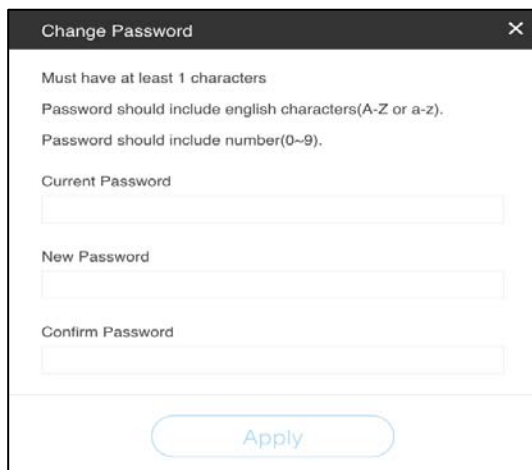 Change Password
Must have at least 1 characters
Password should include english characters(A-Z or a-z).
Password should include number(0~9).
Current Password
New Password
Confirm Password
Apply